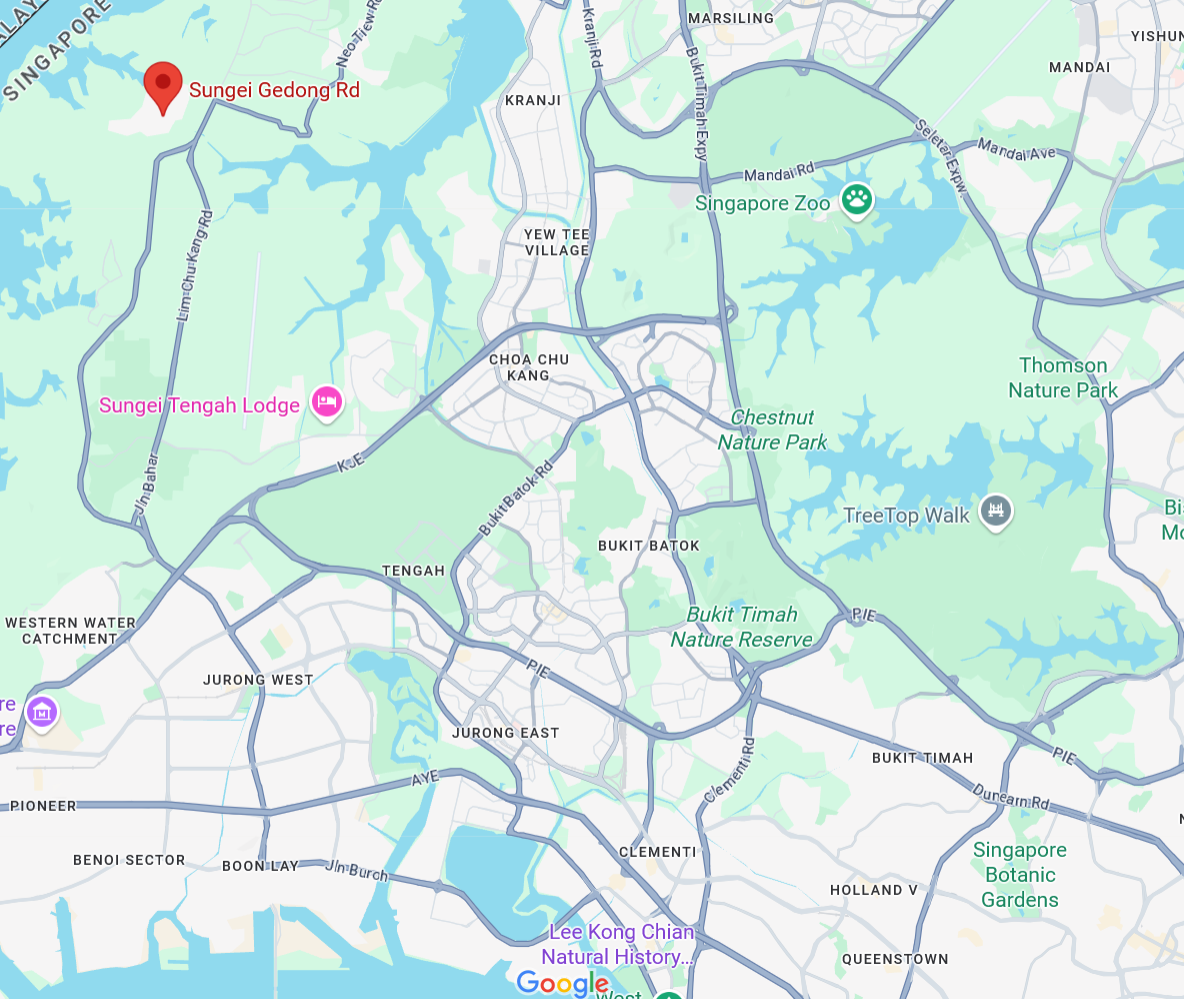 MARSILING
YISHUN
SINGAPORE
Neo Tiew Rd
Kranji Rd
Bukit Timah Expy
MANDAI
Sungei Gedong Rd
KRANJI
Seletar Expw.
Mandai Ave
Mandai Rd
Singapore Zoo
YEW TEE
VILLAGE
Lim Chu Kang Rd
CHOA CHU
KANG
Thomson
Nature Park
Sungei Tengah Lodge
Chestnut
Nature Park
KJE
Jln Bahar
Bukit Batok Rd
TreeTop Walk
BUKIT BATOK
TENGAH
WESTERN WATER
CATCHMENT
Bukit Timah
Nature Reserve
PIE
JURONG WEST
PIE
JURONG EAST
BUKIT TIMAH
PIE
Clementi Rd
AYE
PIONEER
Dunearn Rd
BENOI SECTOR
BOON LAY
Jln Buroh
CLEMENTI
Singapore
Botanic
Gardens
HOLLAND V
Lee Kong Chian
Natural History...
QUEENSTOWN
Google
West